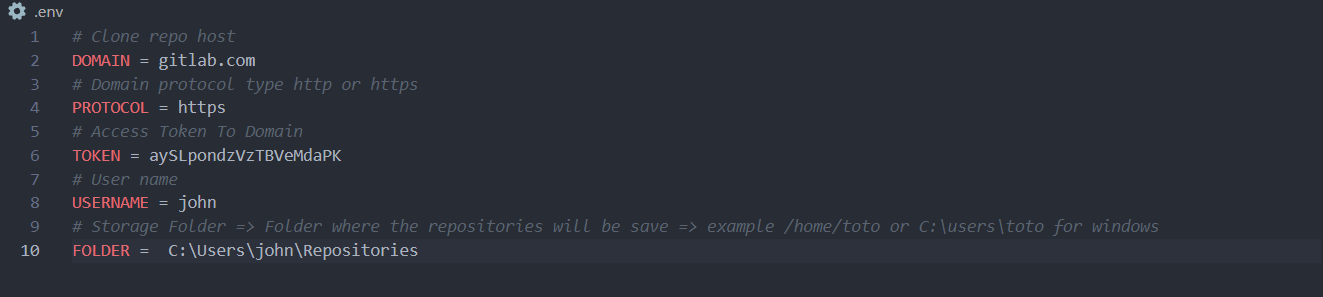 .env
1 # Clone repo host
2 DOMAIN = gitlab.com
3 # Domain protocol type http or https
4 PROTOCOL = https
5 # Access Token To Domain
6 TOKEN = aySLpondzVzTBVeMdaPK
7 # User name
8 USERNAME = john
9 # Storage Folder => Folder where the repositories will be save => example /home/toto or C:\users\toto for windows
10 FOLDER =  C:\Users\john\Repositories